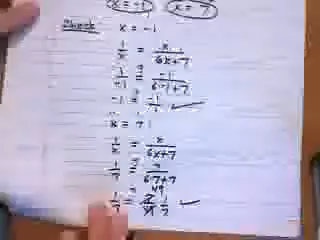 x = -1 x = 7
Check: x = -1
1/x ?= x/(6x+7)
1/-1 ?= -1/(6·-1+7)
-1 ?= -1/1 ✓
x = 7:
1/x ?= x/(6x+7)
1/7 ?= 7/(6·7+7)
1/7 ?= 7/49 1/7 ✓